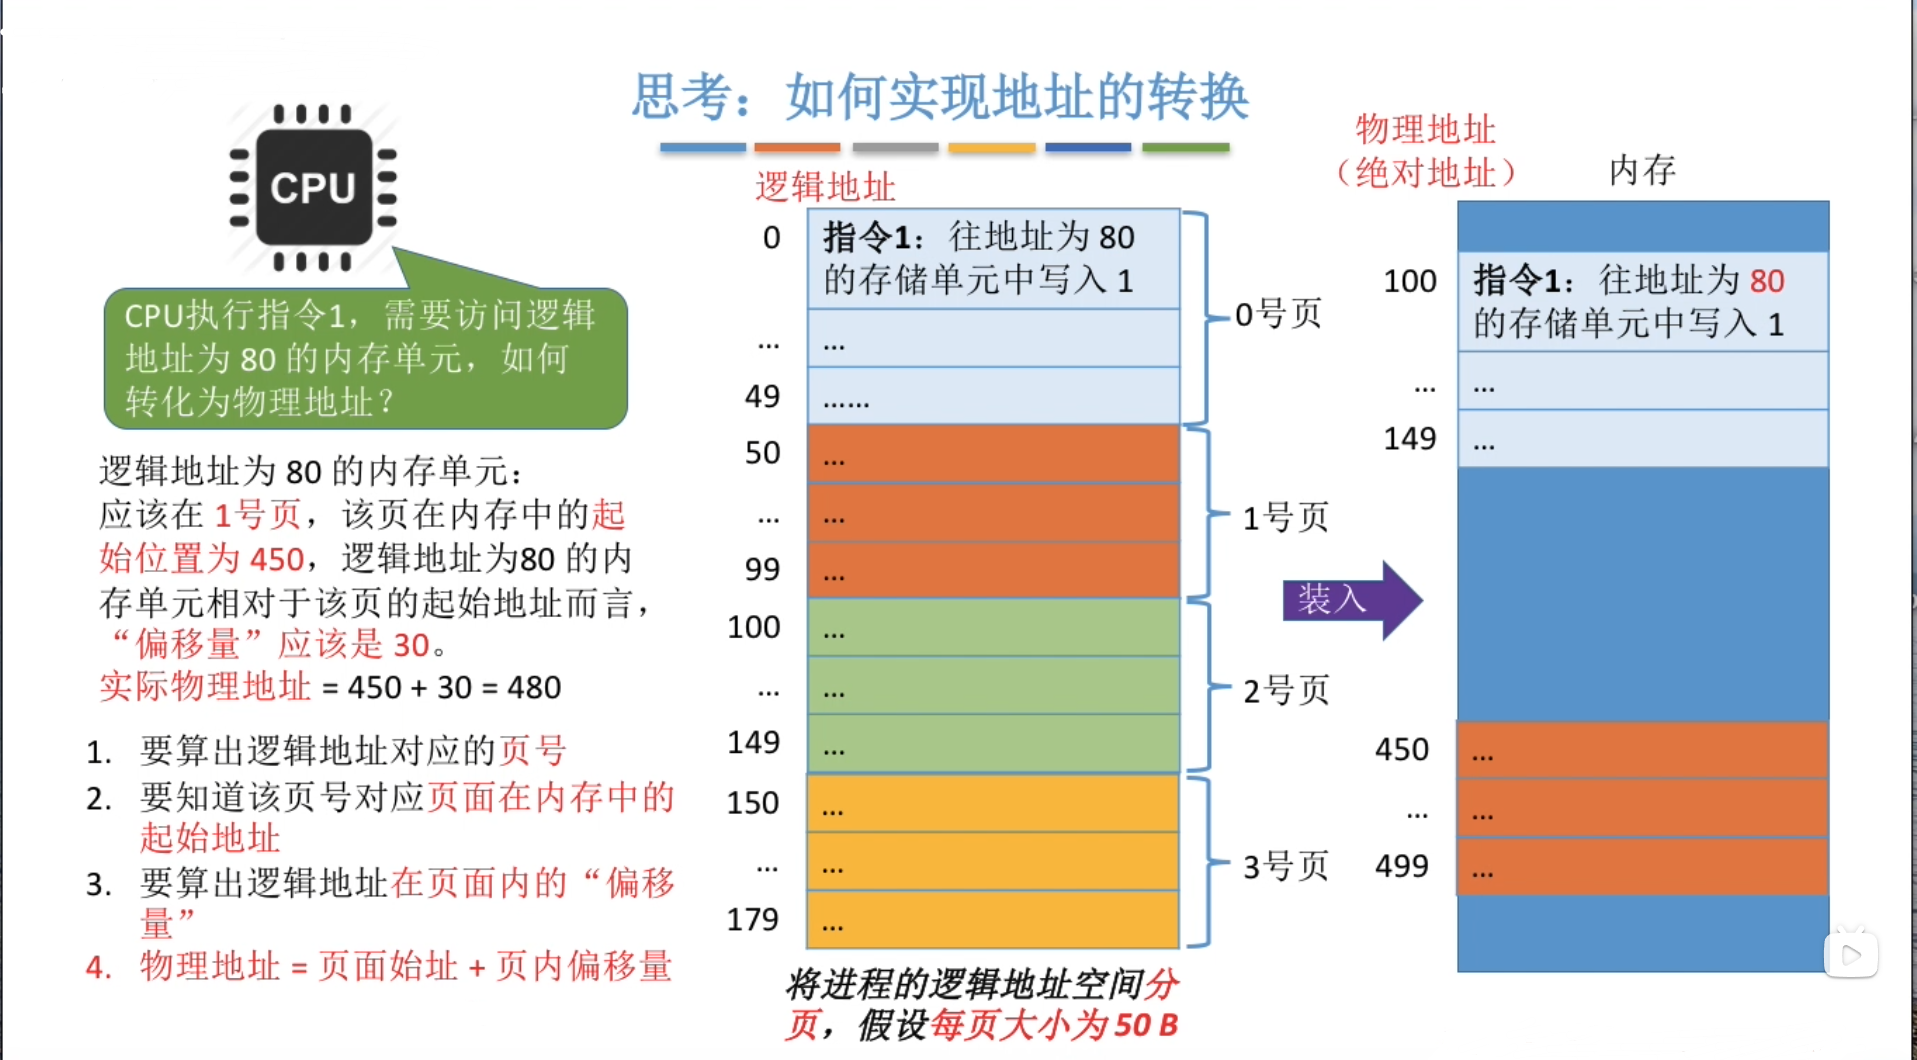 思考：如何实现地址的转换
CPU
CPU执行指令1，需要访问逻辑
地址为 80 的内存单元，如何
转化为物理地址？
逻辑地址为 80 的内存单元：
应该在 1号页，该页在内存中的起
始位置为 450，逻辑地址为80 的内
存单元相对于该页的起始地址而言，
“偏移量”应该是 30。
实际物理地址 = 450 + 30 = 480
1. 要算出逻辑地址对应的页号
2. 要知道该页号对应页面在内存中的
起始地址
3. 要算出逻辑地址在页面内的“偏移
量”
4. 物理地址 = 页面始址 + 页内偏移量
逻辑地址
0
指令1：往地址为 80
的存储单元中写入 1
... ...
49 ......
0号页
50 ...
... ...
99 ...
1号页
100 ...
... ...
149 ...
2号页
150 ...
... ...
179 ...
3号页
将进程的逻辑地址空间分
页，假设每页大小为 50 B
装入
物理地址
（绝对地址）
内存
100
指令1：往地址为 80
的存储单元中写入 1
... ...
149 ...
450 ...
... ...
499 ...